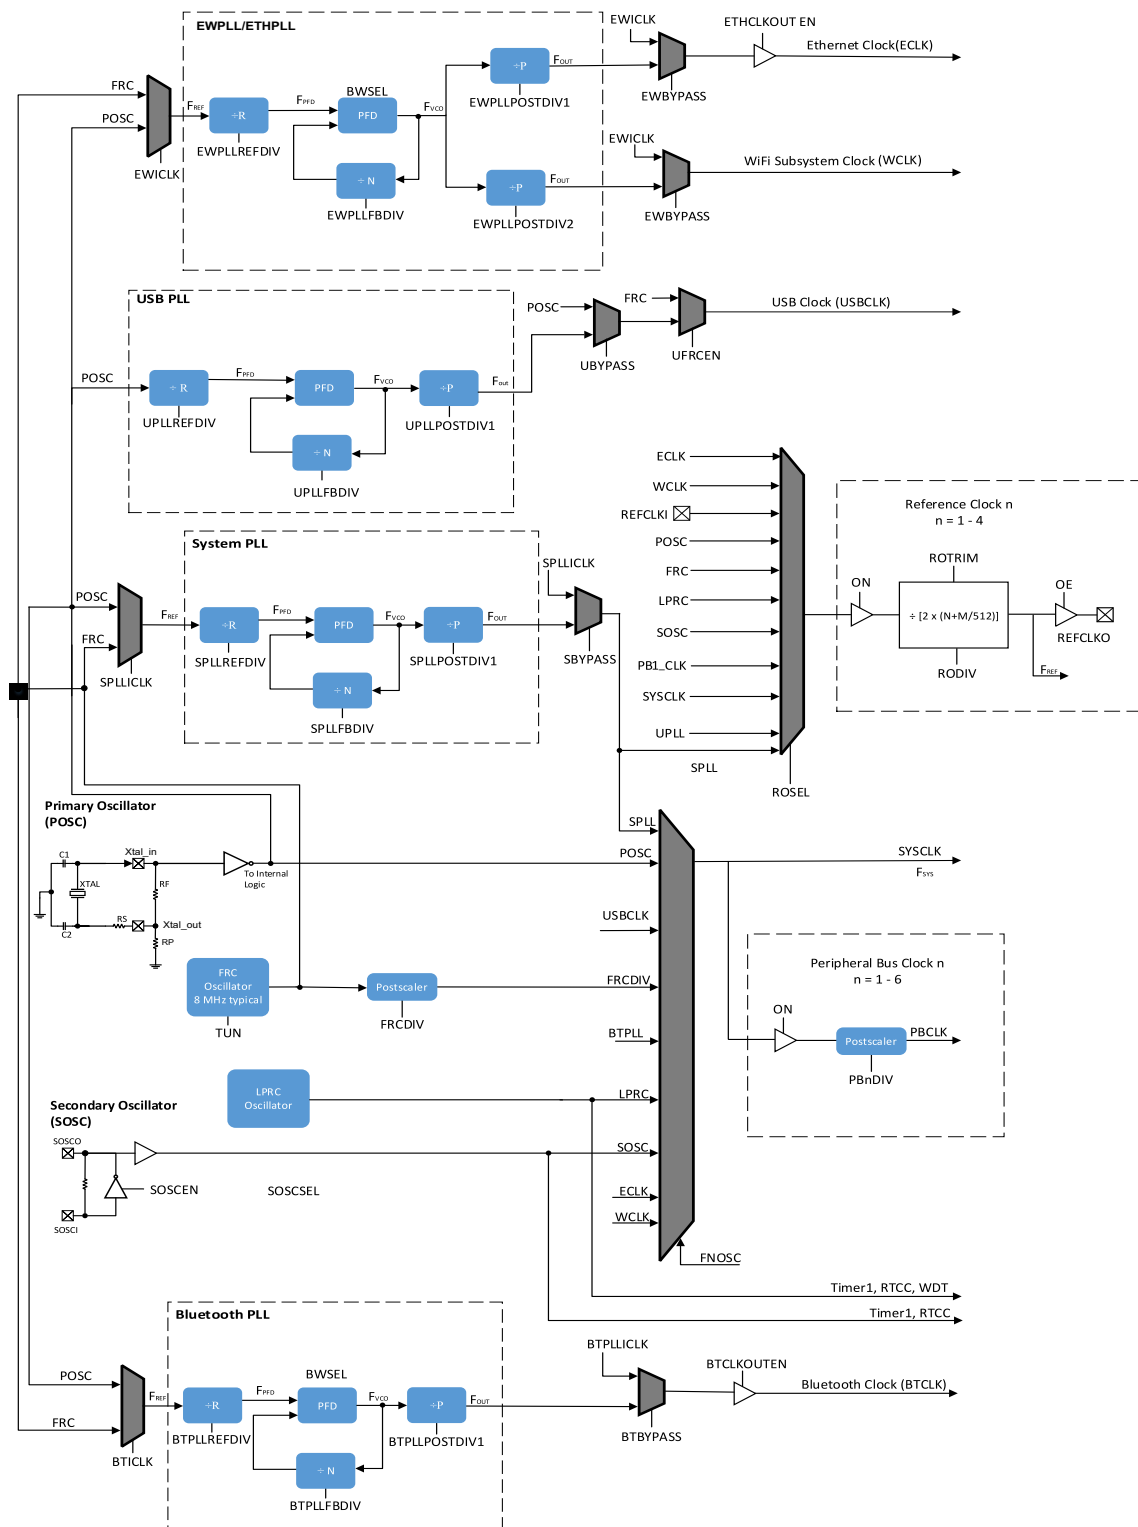 EWPLL/ETHPLL
EWICLK
ETHCLKOUT EN
Ethernet Clock(ECLK)
FRC
POSC
FREF
÷R
EWPLLREFDIV
FPFD
BWSEL
PFD
FVCO
÷P
FOUT
EWPLLPOSTDIV1
EWBYPASS
EWICLK
÷ N
EWPLLFBDIV
EWICLK
WiFi Subsystem Clock (WCLK)
÷P
FOUT
EWPLLPOSTDIV2
EWBYPASS
USB PLL
POSC
FRC
USB Clock (USBCLK)
UBYPASS
UFRCEN
POSC
÷ R
UPLLREFDIV
FPFD
PFD
FVCO
÷P
Fout
UPLLPOSTDIV1
÷ N
UPLLFBDIV
System PLL
SPLLICLK
POSC
FRC
SPLLICLK
FREF
÷R
SPLLREFDIV
FPFD
PFD
FVCO
÷P
FOUT
SPLLPOSTDIV1
SBYPASS
÷ N
SPLLFBDIV
ECLK
WCLK
REFCLKI
POSC
FRC
LPRC
SOSC
PB1_CLK
SYSCLK
UPLL
SPLL
ROSEL
Reference Clock n
n = 1 - 4
ROTRIM
ON
÷ [2 x (N+M/512)]
OE
REFCLKO
RODIV
FREF
Primary Oscillator
(POSC)
C1
Xtal_in
XTAL
RF
To Internal
Logic
C2
RS
Xtal_out
RP
SPLL
POSC
USBCLK
FRCDIV
BTPLL
LPRC
SOSC
ECLK
WCLK
FNOSC
SYSCLK
FSYS
FRC
Oscillator
8 MHz typical
TUN
Postscaler
FRCDIV
LPRC
Oscillator
Peripheral Bus Clock n
n = 1 - 6
ON
Postscaler
PBCLK
PBnDIV
Secondary Oscillator
(SOSC)
SOSCO
SOSCEN
SOSCSEL
SOSCI
Timer1, RTCC, WDT
Timer1, RTCC
Bluetooth PLL
BTPLLICLK
BTCLKOUTEN
Bluetooth Clock (BTCLK)
POSC
FRC
BTICLK
FREF
÷R
BTPLLREFDIV
FPFD
BWSEL
PFD
FVCO
÷P
FOUT
BTPLLPOSTDIV1
BTBYPASS
÷ N
BTPLLFBDIV